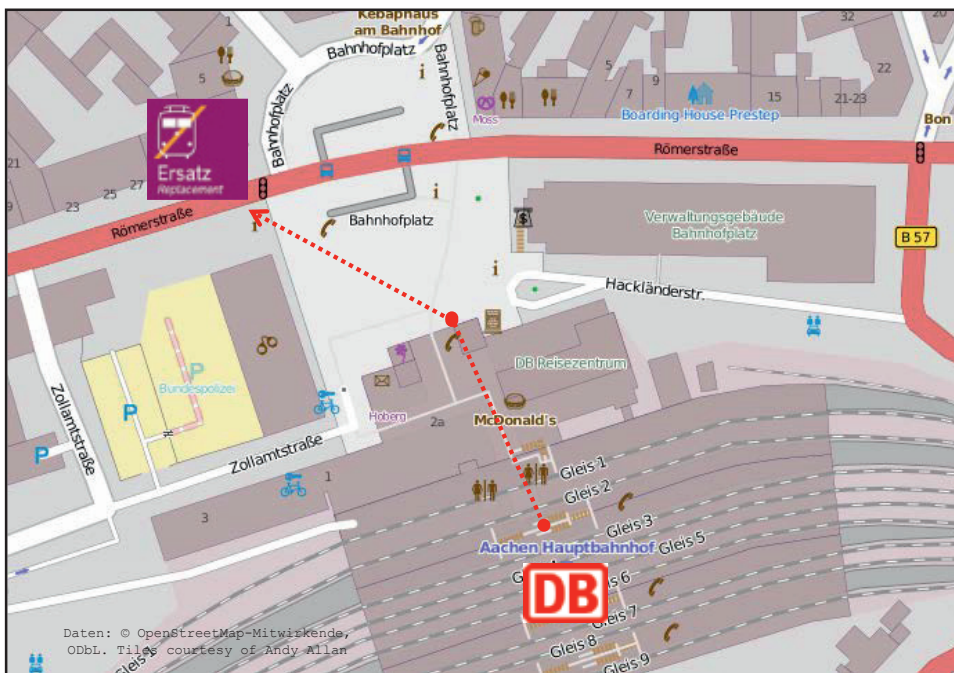 Kebaphaus
am Bahnhof
Bahnhofplatz
Bahnhofplatz
Bahnhofplatz
1
5
32
20
22
5
9
7
15
21-23
Moss
Boarding House Prestep
Bon
Ersatz
Replacement
21
19
23
25
27
Römerstraße
Römerstraße
Bahnhofplatz
Verwaltungsgebäude
Bahnhofplatz
B 57
Hackländerstr.
DB Reisezentrum
P
Bundespolizei
P
P
Hoberg
2a
McDonald's
Zollamtstraße
Zollamtstraße
1
3
Gleis 1
Gleis 2
Gleis 3
Aachen Hauptbahnhof
Gleis 5
DB
6
Gleis 7
Gleis 8
Gleis 9
Daten: © OpenStreetMap-Mitwirkende,
ODbL. Tiles courtesy of Andy Allan